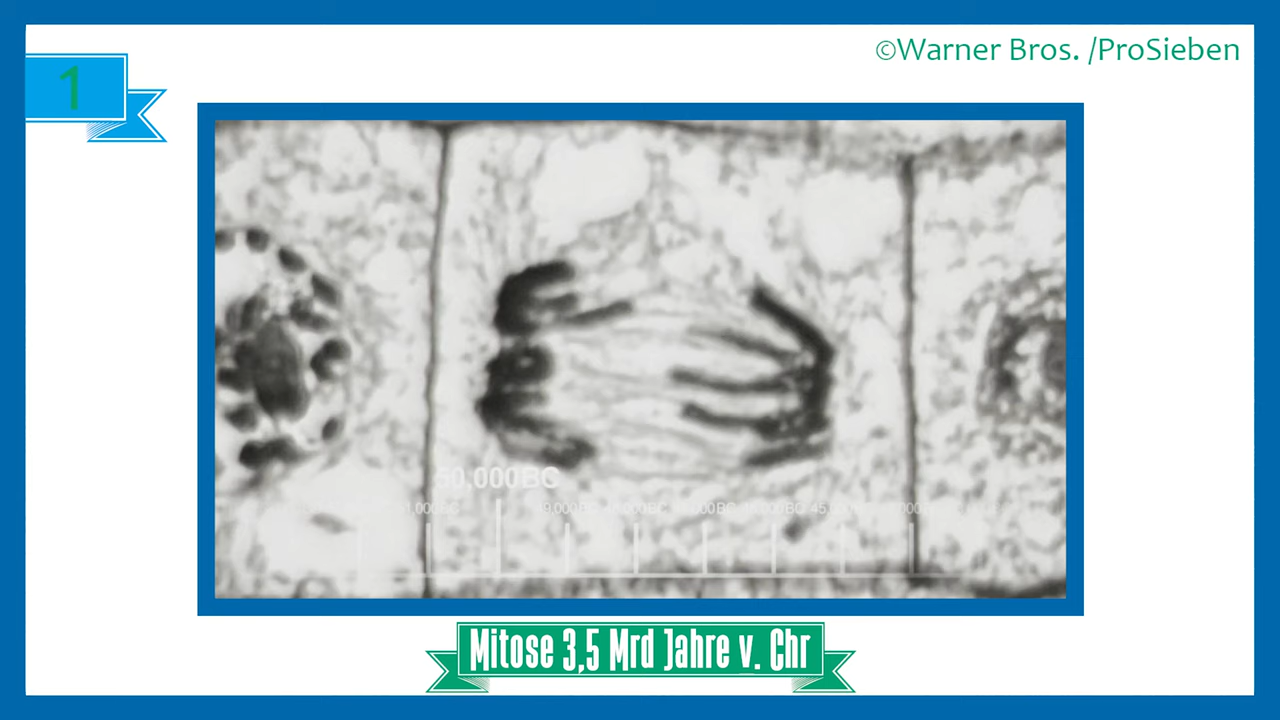 ©Warner Bros. /ProSieben
1
50,000BC
Mitose 3,5 Mrd Jahre v. Chr